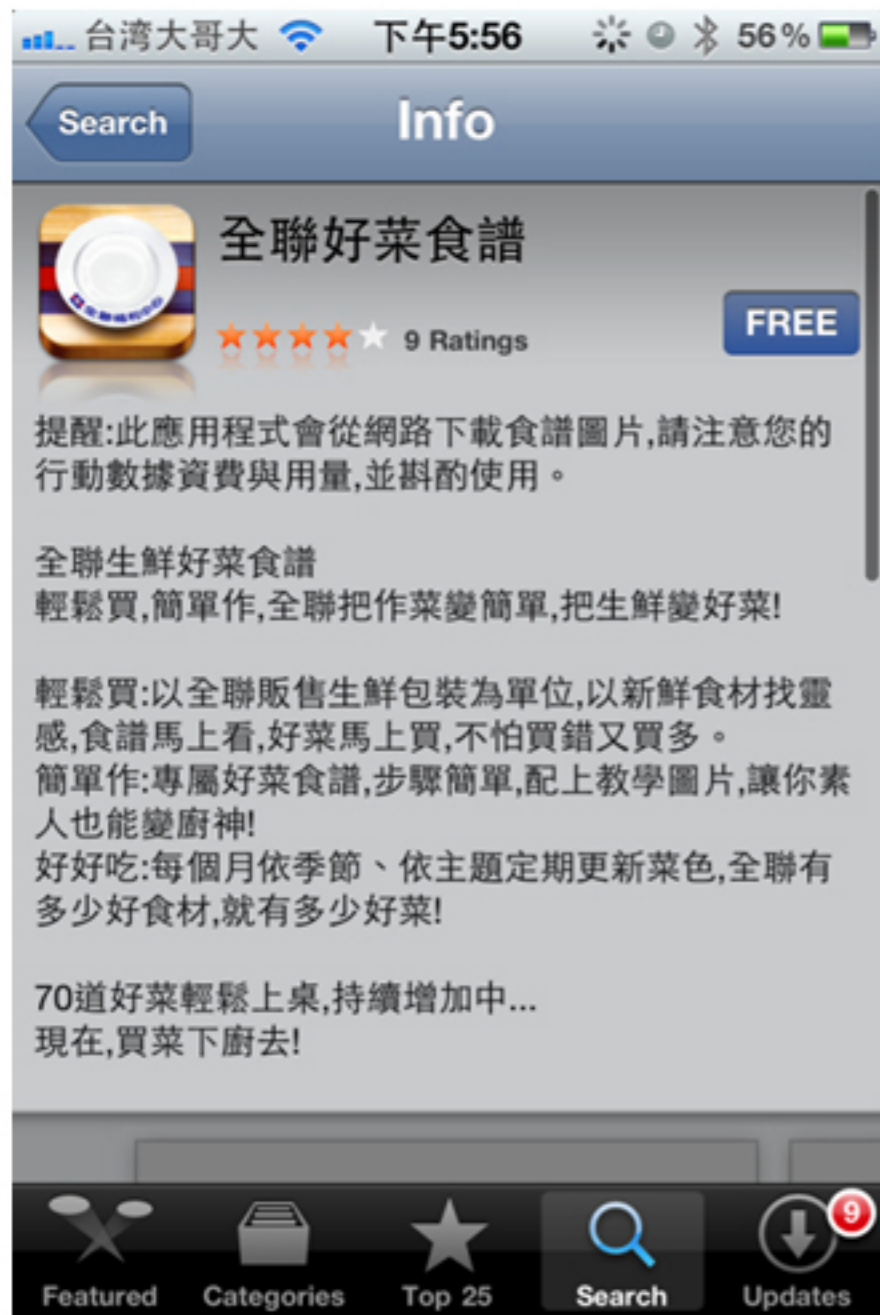 台湾大哥大 下午5:56 56%
Search Info
全聯好菜食譜
全聯福利中心
9 Ratings FREE
提醒:此應用程式會從網路下載食譜圖片,請注意您的
行動數據資費與用量,並斟酌使用。
全聯生鮮好菜食譜
輕鬆買,簡單作,全聯把作菜變簡單,把生鮮變好菜!
輕鬆買:以全聯販售生鮮包裝為單位,以新鮮食材找靈
感,食譜馬上看,好菜馬上買,不怕買錯又買多。
簡單作:專屬好菜食譜,步驟簡單,配上教學圖片,讓你素
人也能變廚神!
好好吃:每個月依季節、依主題定期更新菜色,全聯有
多少好食材,就有多少好菜!
70道好菜輕鬆上桌,持續增加中...
現在,買菜下廚去!
9
Featured Categories Top 25 Search Updates